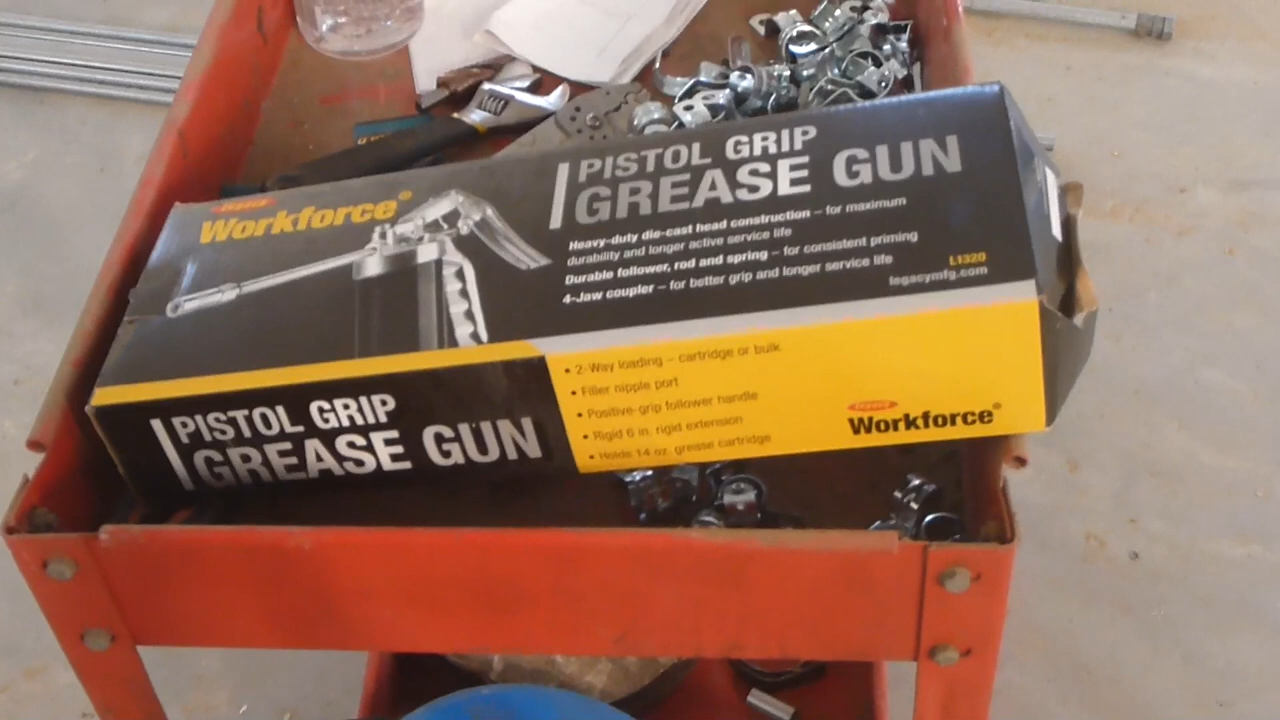 Legacy
Workforce®
PISTOL GRIP
GREASE GUN
Heavy-duty die-cast head construction – for maximum
durability and longer active service life
Durable follower, rod and spring – for consistent priming
4-Jaw coupler – for better grip and longer service life
L1320
legacymfg.com
PISTOL GRIP
GREASE GUN
• 2-Way loading – cartridge or bulk
• Filler nipple port
• Positive-grip follower handle
• Rigid 6 in. rigid extension
• Holds 14 oz. grease cartridge
Legacy
Workforce®